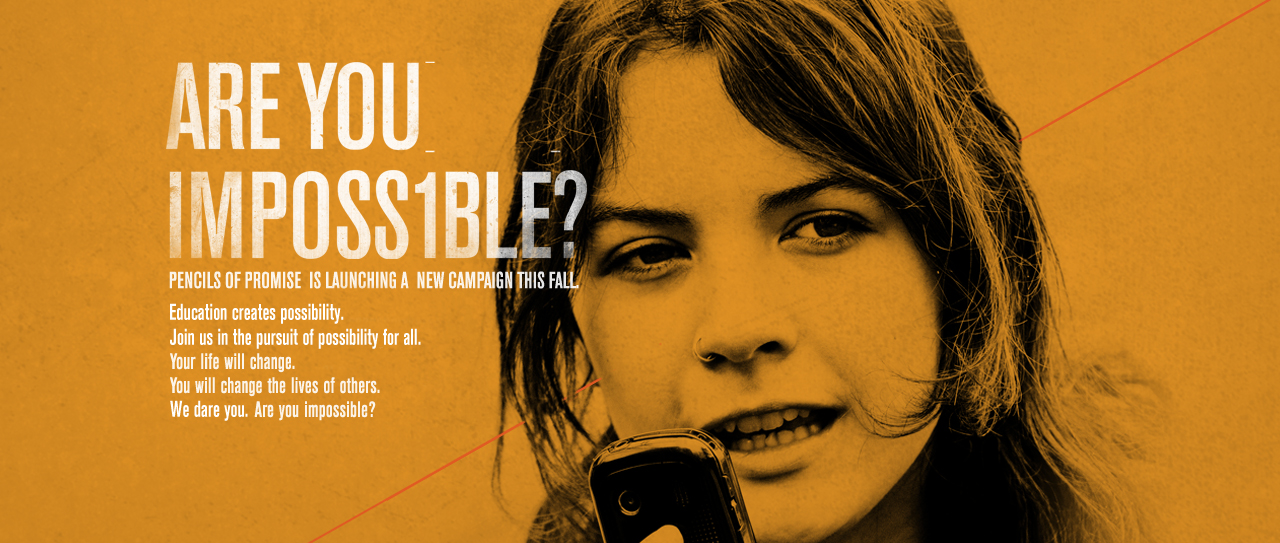 ARE YOU
IMPOSS1BLE?
PENCILS OF PROMISE IS LAUNCHING A NEW CAMPAIGN THIS FALL.
Education creates possibility.
Join us in the pursuit of possibility for all.
Your life will change.
You will change the lives of others.
We dare you. Are you impossible?